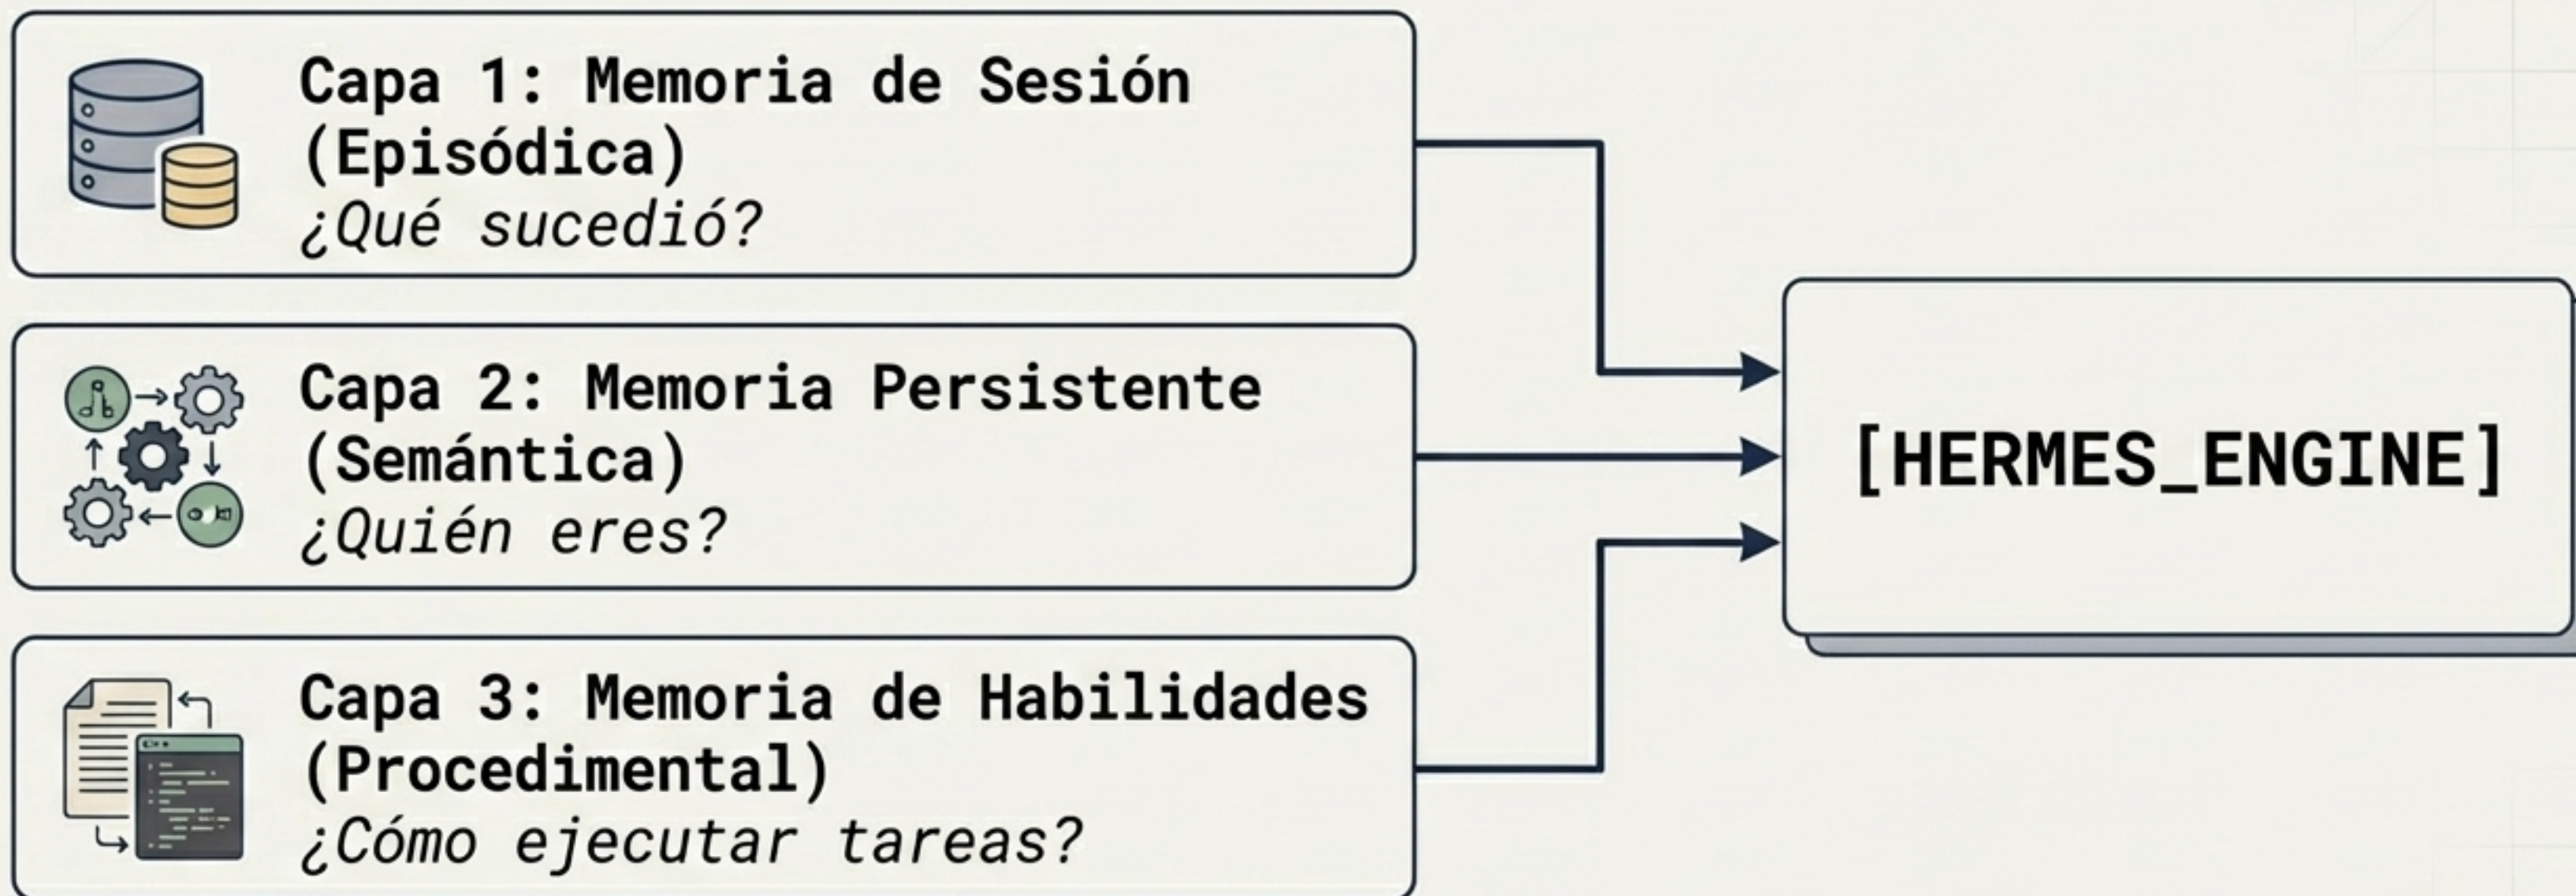 Capa 1: Memoria de Sesión
(Episódica)
¿Qué sucedió?
Capa 2: Memoria Persistente
(Semántica)
¿Quién eres?
Capa 3: Memoria de Habilidades
(Procedimental)
¿Cómo ejecutar tareas?
[HERMES_ENGINE]